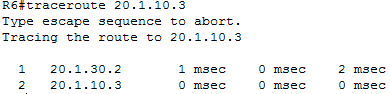 R6#traceroute 20.1.10.3
Type escape sequence to abort.
Tracing the route to 20.1.10.3
1 20.1.30.2 1 msec 0 msec 2 msec
2 20.1.10.3 0 msec 0 msec 0 msec